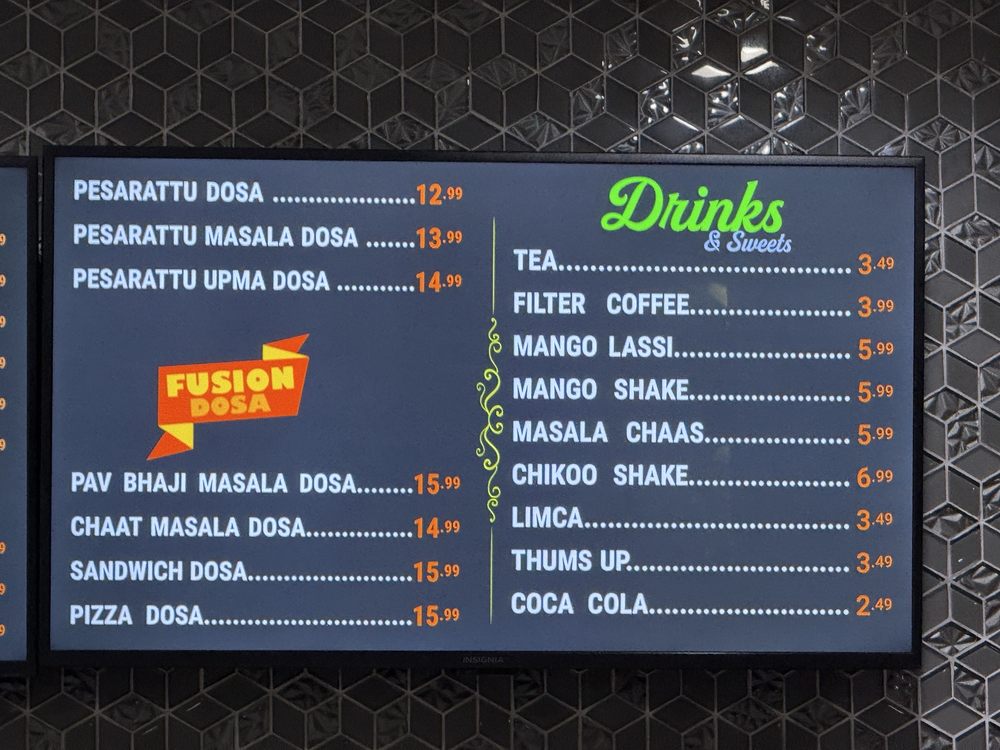 PESARATTU DOSA .....................12.99
PESARATTU MASALA DOSA .......13.99
PESARATTU UPMA DOSA ...........14.99
FUSION
DOSA
PAV BHAJI MASALA DOSA........15.99
CHAAT MASALA DOSA................14.99
SANDWICH DOSA.........................15.99
PIZZA DOSA................................15.99
Drinks
& Sweets
TEA............................................ 3.49
FILTER COFFEE........................ 3.99
MANGO LASSI.......................... 5.99
MANGO SHAKE........................ 5.99
MASALA CHAAS...................... 5.99
CHIKOO SHAKE........................ 6.99
LIMCA........................................ 3.49
THUMS UP................................. 3.49
COCA COLA.............................. 2.49
INSIGNIA